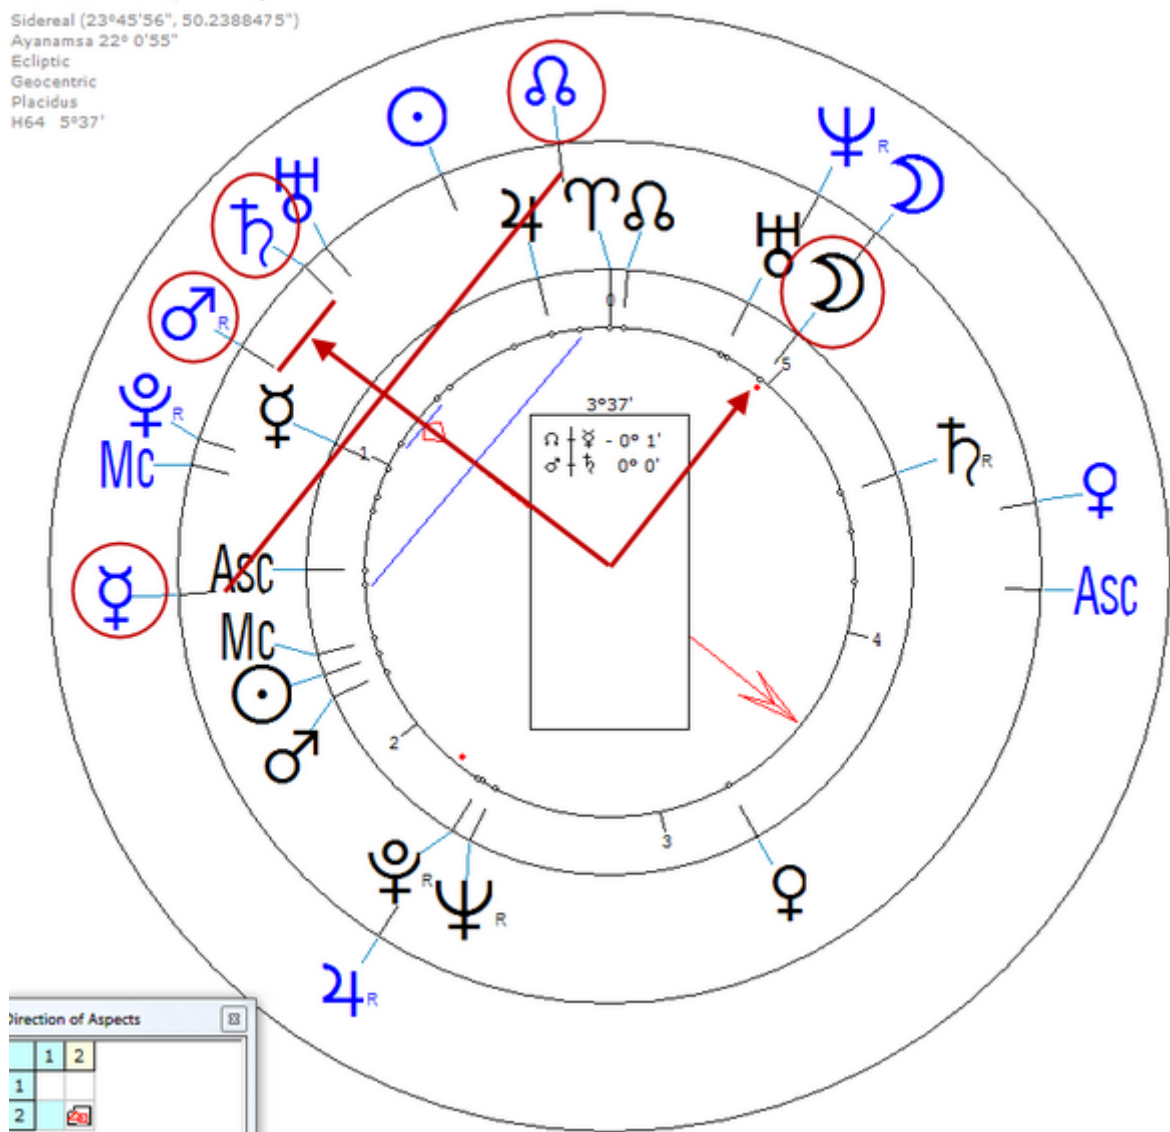 Sidereal (23°45'56", 50.2388475")
Ayanamsa 22° 0'55"
Ecliptic
Geocentric
Placidus
H64 5°37'
☊
☉
♆ R
☽
♅
♄
♃
♈
☊
♅
☽
0
5
♂ R
♇ R
☿
1
3°37'
☊ ☿ - 0° 1'
♂ ♄ 0° 0'
♄ R
♀
Mc
☿
Asc
Asc
Mc
☉
♂
4
2
3
♇ R
♆ R
♀
♃ R
Direction of Aspects
1 2
1
2